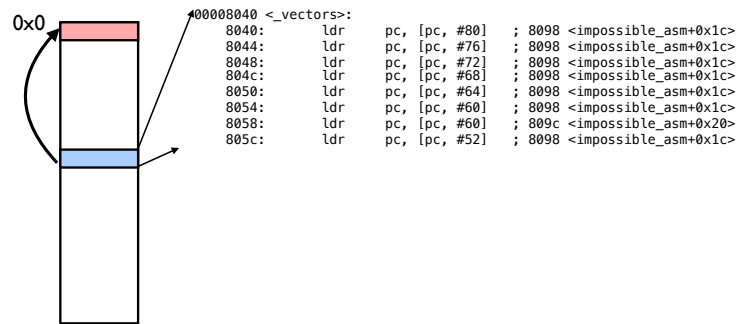 0x0
00008040 <_vectors>:
8040: ldr pc, [pc, #80] ; 8098 <impossible_asm+0x1c>
8044: ldr pc, [pc, #76] ; 8098 <impossible_asm+0x1c>
8048: ldr pc, [pc, #72] ; 8098 <impossible_asm+0x1c>
804c: ldr pc, [pc, #68] ; 8098 <impossible_asm+0x1c>
8050: ldr pc, [pc, #64] ; 8098 <impossible_asm+0x1c>
8054: ldr pc, [pc, #60] ; 8098 <impossible_asm+0x1c>
8058: ldr pc, [pc, #60] ; 809c <impossible_asm+0x20>
805c: ldr pc, [pc, #52] ; 8098 <impossible_asm+0x1c>